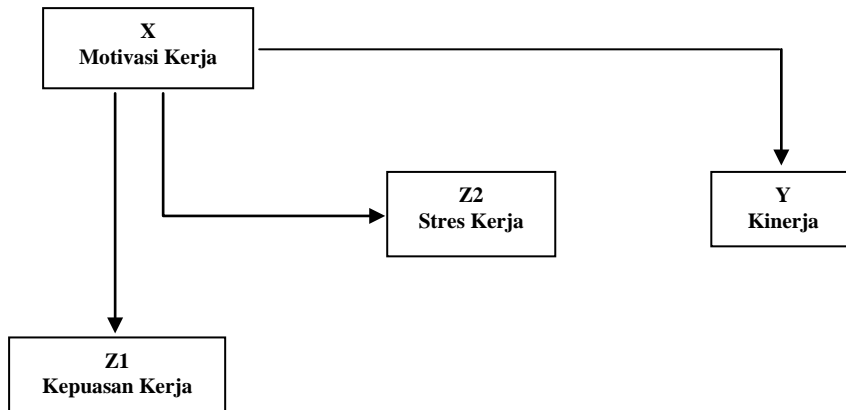 X
Motivasi Kerja
Z2
Stres Kerja
Y
Kinerja
Z1
Kepuasan Kerja